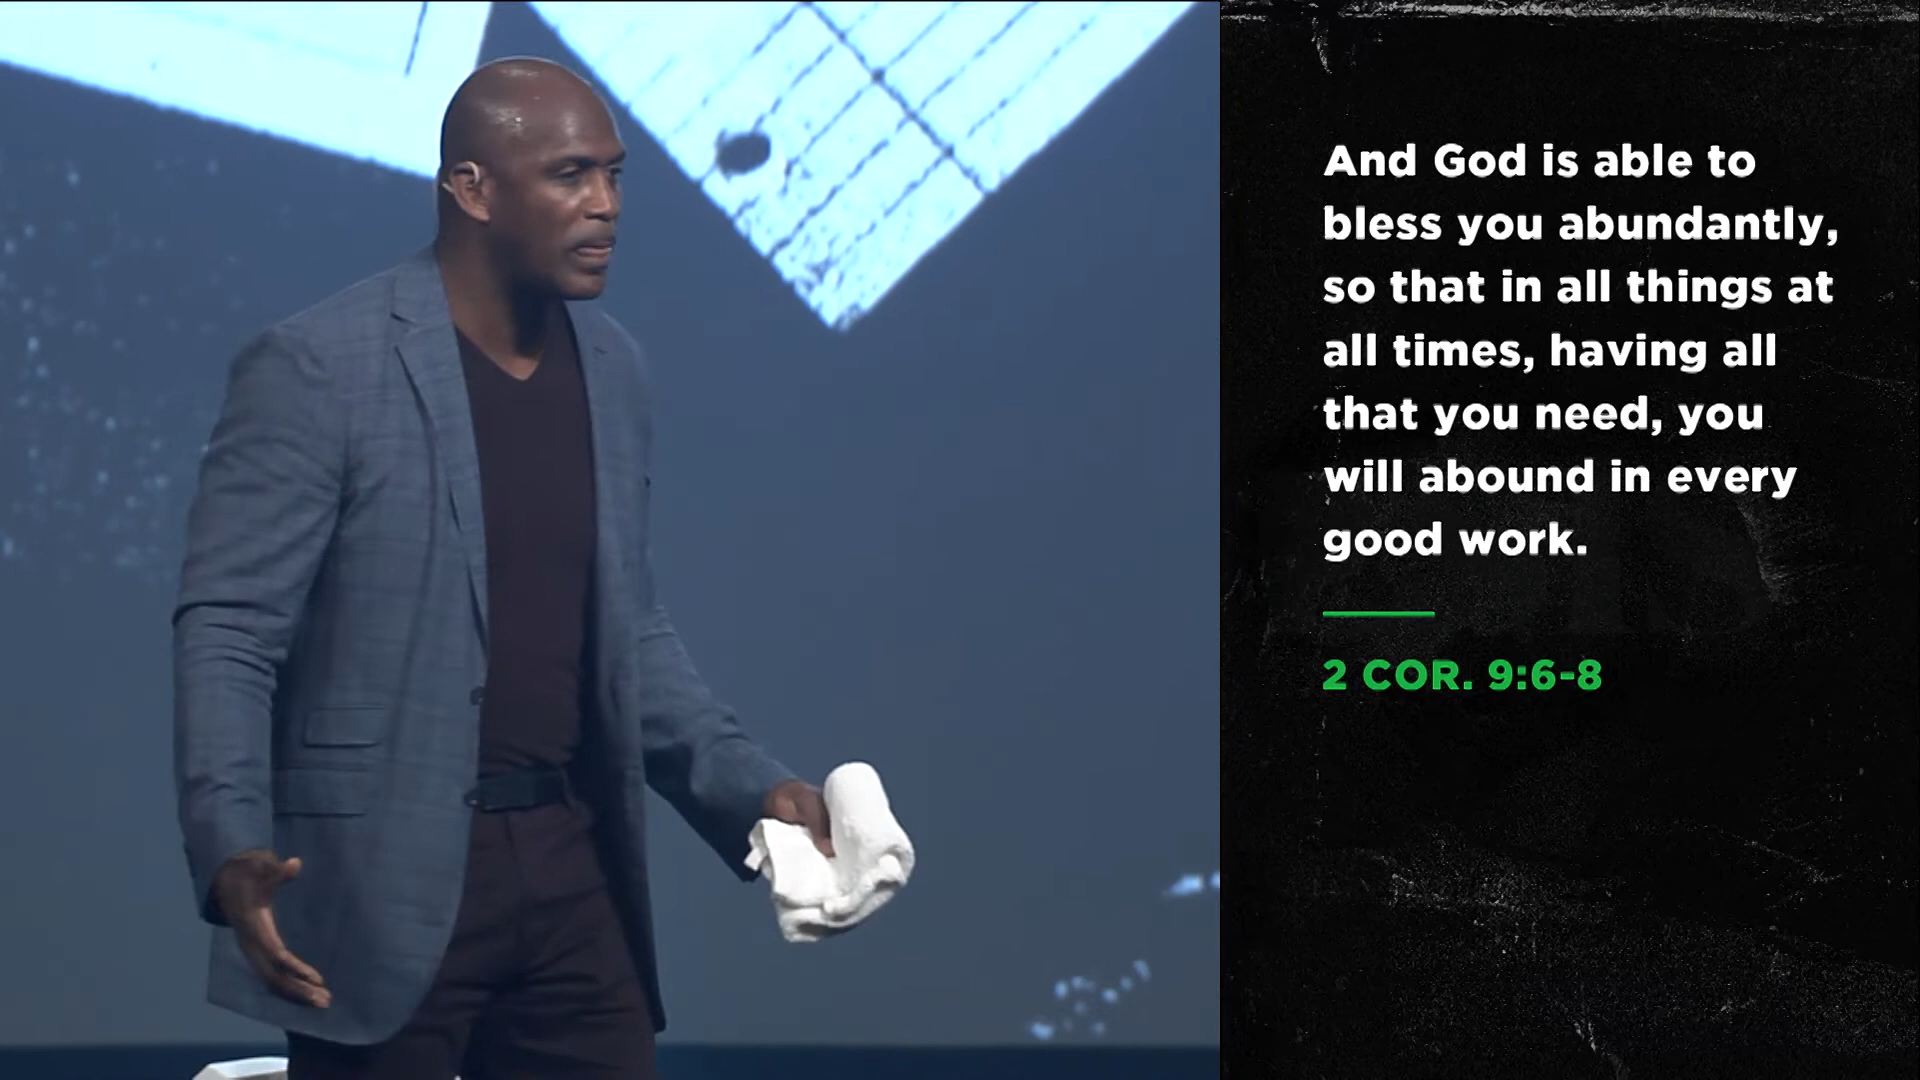 And God is able to
bless you abundantly,
so that in all things at
all times, having all
that you need, you
will abound in every
good work.
2 COR. 9:6-8